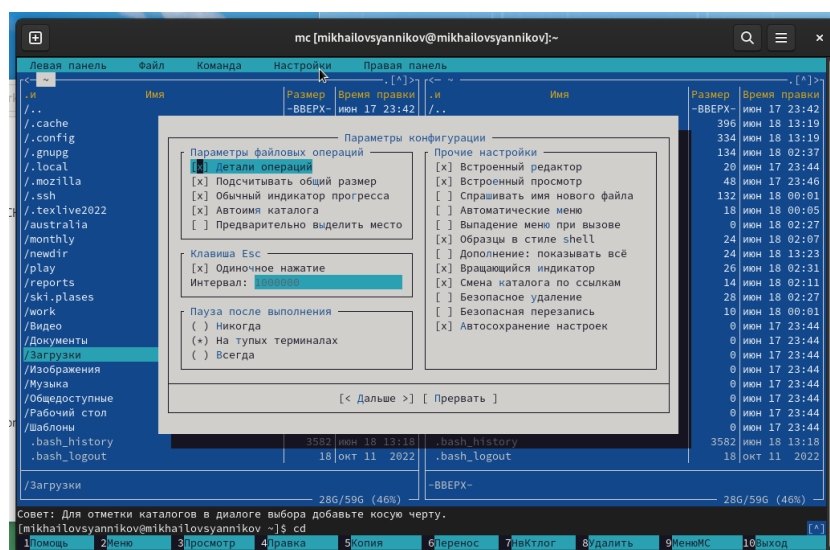 mc [mikhailovsyannikov@mikhailovsyannikov]:~
Левая панель Файл Команда Настройки Правая панель
<— ~ .[^]> <— ~ .[^]>
.и Имя Размер Время правки .и Имя Размер Время правки
/.. -ВВЕРХ- июн 17 23:42 /.. -ВВЕРХ- июн 17 23:42
/.cache 396 июн 18 13:19
/.config 334 июн 18 13:19
/.gnupg 134 июн 18 02:37
/.local 20 июн 17 23:44
/.mozilla 48 июн 17 23:46
/.ssh 132 июн 18 00:01
/.texlive2022 18 июн 18 00:05
/australia 0 июн 18 02:27
/monthly 24 июн 18 02:07
/newdir 24 июн 18 13:23
/play 26 июн 18 02:31
/reports 14 июн 18 02:11
/ski.plases 28 июн 18 02:27
/work 10 июн 18 00:01
/Видео 0 июн 17 23:44
/Документы 0 июн 17 23:44
/Загрузки 0 июн 17 23:44
/Изображения 0 июн 17 23:44
/Музыка 0 июн 17 23:44
/Общедоступные 0 июн 17 23:44
/Рабочий стол 0 июн 17 23:44
/Шаблоны 0 июн 17 23:44
.bash_history 3582 июн 18 13:18 .bash_history 3582 июн 18 13:18
.bash_logout 18 окт 11 2022 .bash_logout 18 окт 11 2022
Параметры конфигурации
Параметры файловых операций
[x] Детали операций
[x] Подсчитывать общий размер
[x] Обычный индикатор прогресса
[x] Автоимя каталога
[ ] Предварительно выделить место
Клавиша Esc
[x] Одиночное нажатие
Интервал: 1000000
Пауза после выполнения
( ) Никогда
(*) На тупых терминалах
( ) Всегда
Прочие настройки
[x] Встроенный редактор
[x] Встроенный просмотр
[ ] Спрашивать имя нового файла
[ ] Автоматические меню
[ ] Выпадение меню при вызове
[x] Образцы в стиле shell
[ ] Дополнение: показывать всё
[x] Вращающийся индикатор
[x] Смена каталога по ссылкам
[ ] Безопасное удаление
[ ] Безопасная перезапись
[x] Автосохранение настроек
[< Дальше >] [ Прервать ]
/Загрузки -ВВЕРХ-
28G/59G (46%) 28G/59G (46%)
Совет: Для отметки каталогов в диалоге выбора добавьте косую черту.
[mikhailovsyannikov@mikhailovsyannikov ~]$ cd [^]
1Помощь 2Меню 3Просмотр 4Правка 5Копия 6Перенос 7НвКтлог 8Удалить 9МенюМС 10Выход